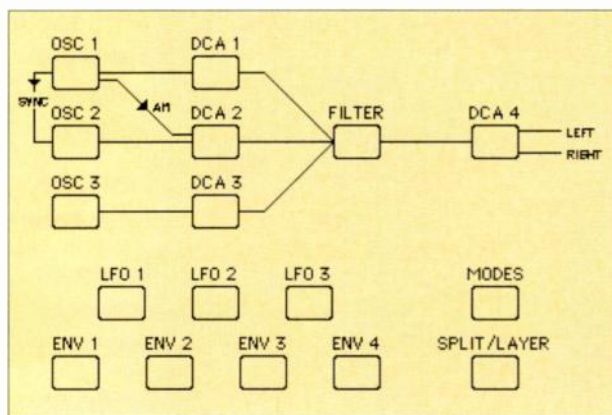 OSC 1 DCA 1
SYNC AM
OSC 2 DCA 2 FILTER DCA 4
LEFT
RIGHT
OSC 3 DCA 3
LFO 1 LFO 2 LFO 3 MODES
ENV 1 ENV 2 ENV 3 ENV 4 SPLIT/LAYER